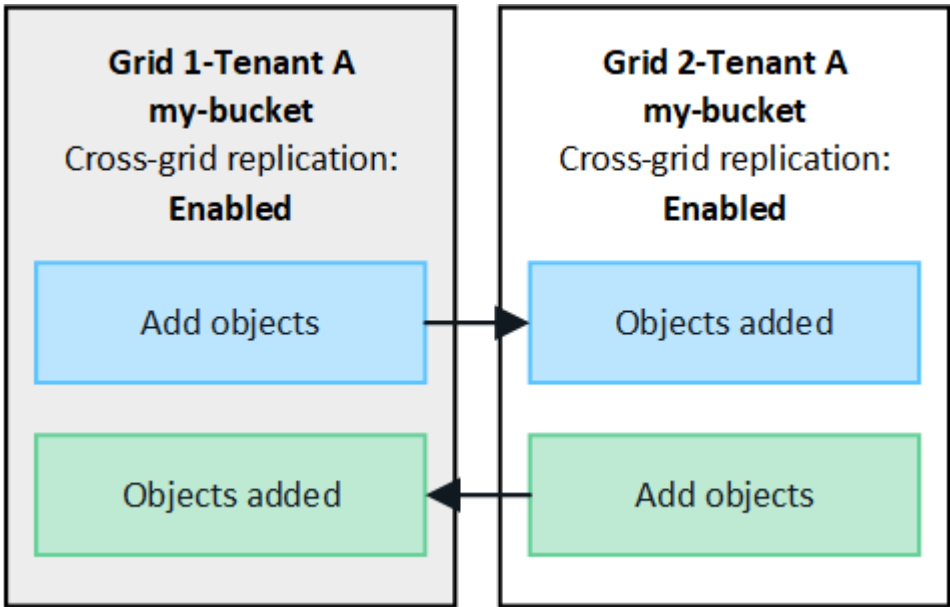 Grid 1-Tenant A
my-bucket
Cross-grid replication:
Enabled
Add objects
Objects added
Grid 2-Tenant A
my-bucket
Cross-grid replication:
Enabled
Objects added
Add objects